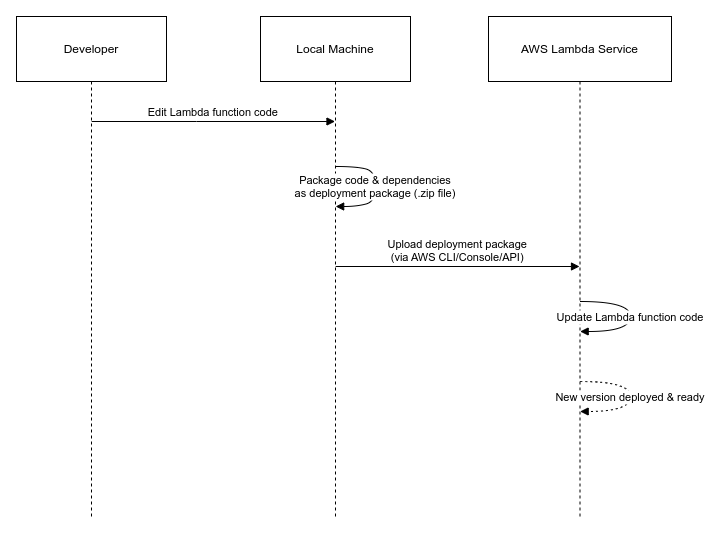 Developer
Local Machine
AWS Lambda Service
Edit Lambda function code
Package code & dependencies
as deployment package (.zip file)
Upload deployment package
(via AWS CLI/Console/API)
Update Lambda function code
New version deployed & ready